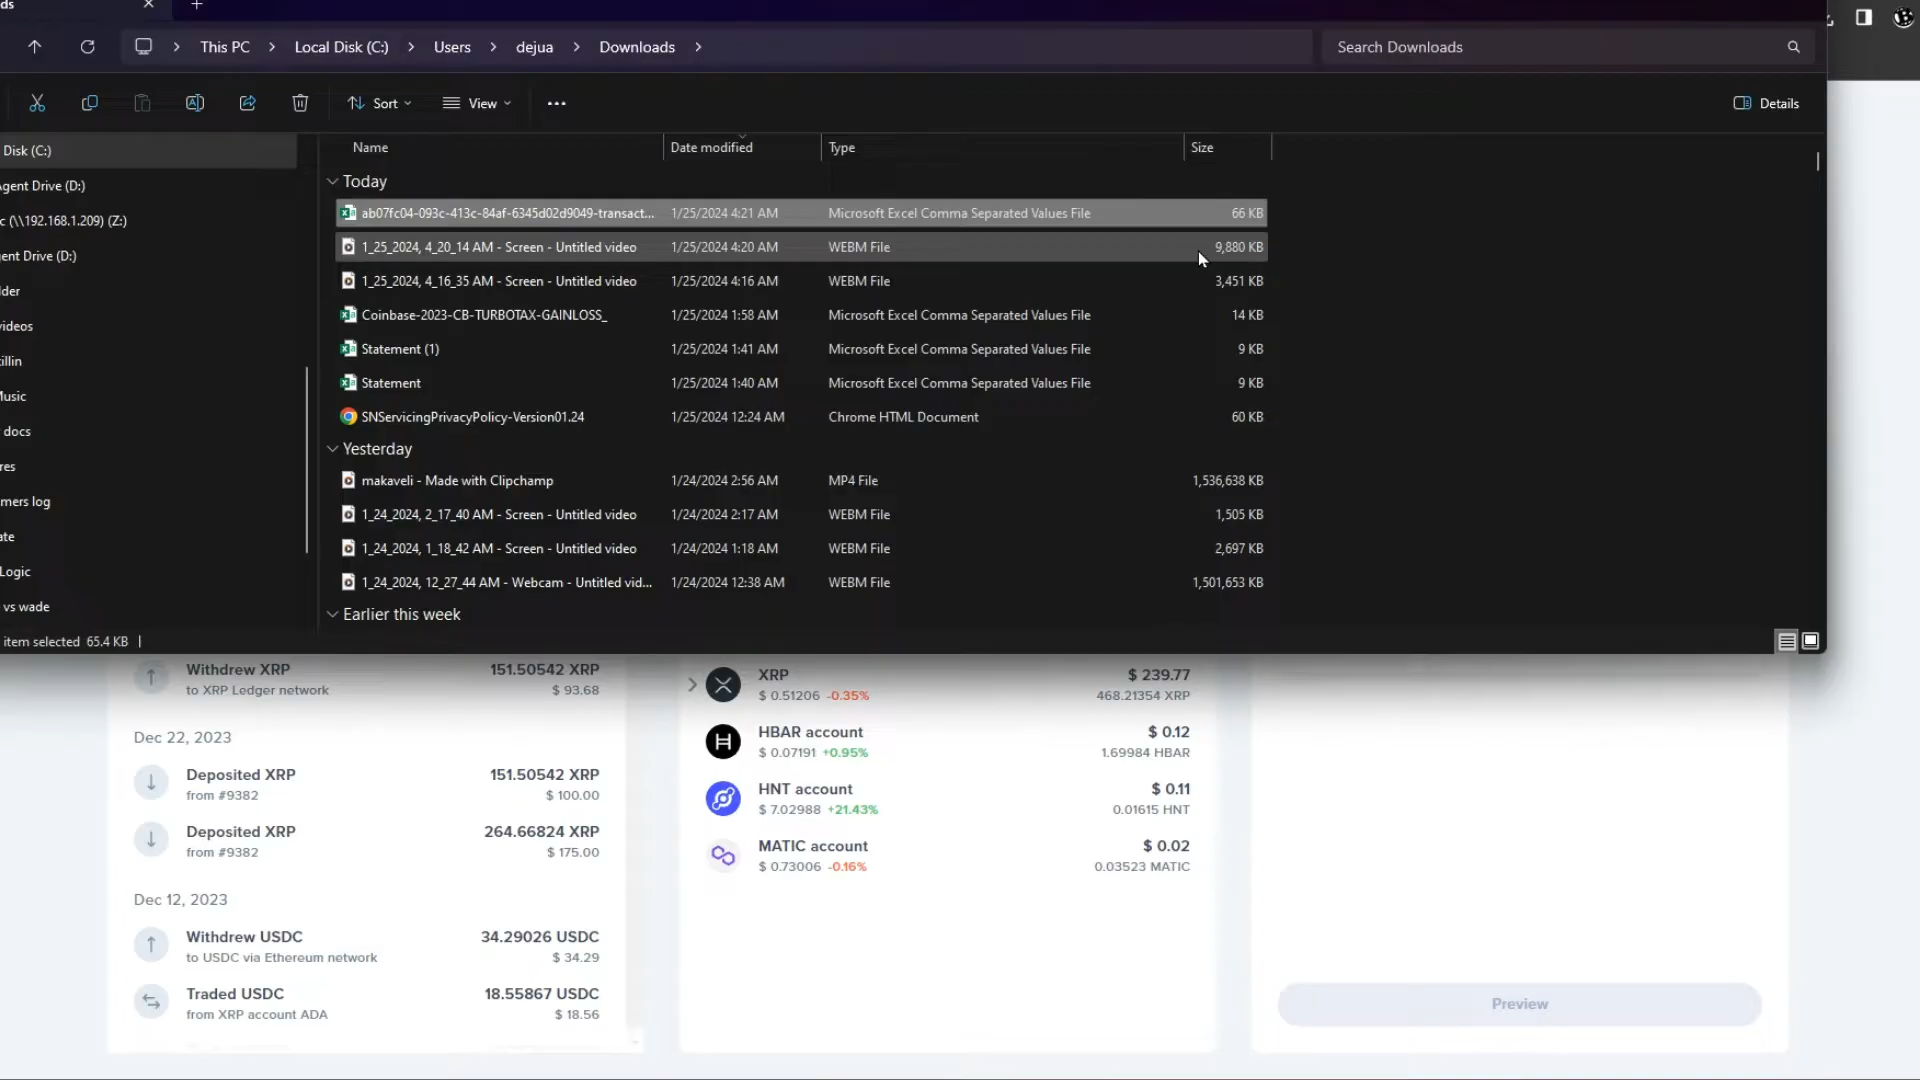 ds
This PC > Local Disk (C:) > Users > dejua > Downloads >
Search Downloads
Sort
View
Details
Disk (C:)
Agent Drive (D:)
c (\\192.168.1.209) (Z:)
ent Drive (D:)
lder
videos
illin
Music
docs
res
mers log
ate
Logic
vs wade
Name Date modified Type Size
Today
ab07fc04-093c-413c-84af-6345d02d9049-transact... 1/25/2024 4:21 AM Microsoft Excel Comma Separated Values File 66 KB
1_25_2024, 4_20_14 AM - Screen - Untitled video 1/25/2024 4:20 AM WEBM File 9,880 KB
1_25_2024, 4_16_35 AM - Screen - Untitled video 1/25/2024 4:16 AM WEBM File 3,451 KB
Coinbase-2023-CB-TURBOTAX-GAINLOSS_ 1/25/2024 1:58 AM Microsoft Excel Comma Separated Values File 14 KB
Statement (1) 1/25/2024 1:41 AM Microsoft Excel Comma Separated Values File 9 KB
Statement 1/25/2024 1:40 AM Microsoft Excel Comma Separated Values File 9 KB
SNServicingPrivacyPolicy-Version01.24 1/25/2024 12:24 AM Chrome HTML Document 60 KB
Yesterday
makaveli - Made with Clipchamp 1/24/2024 2:56 AM MP4 File 1,536,638 KB
1_24_2024, 2_17_40 AM - Screen - Untitled video 1/24/2024 2:17 AM WEBM File 1,505 KB
1_24_2024, 1_18_42 AM - Screen - Untitled video 1/24/2024 1:18 AM WEBM File 2,697 KB
1_24_2024, 12_27_44 AM - Webcam - Untitled vid... 1/24/2024 12:38 AM WEBM File 1,501,653 KB
Earlier this week
item selected 65.4 KB
Withdrew XRP 151.50542 XRP
to XRP Ledger network $ 93.68
Dec 22, 2023
Deposited XRP 151.50542 XRP
from #9382 $ 100.00
Deposited XRP 264.66824 XRP
from #9382 $ 175.00
Dec 12, 2023
Withdrew USDC 34.29026 USDC
to USDC via Ethereum network $ 34.29
Traded USDC 18.55867 USDC
from XRP account ADA $ 18.56
XRP $ 239.77
$ 0.51206 -0.35% 468.21354 XRP
HBAR account $ 0.12
$ 0.07191 +0.95% 1.69984 HBAR
HNT account $ 0.11
$ 7.02988 +21.43% 0.01615 HNT
MATIC account $ 0.02
$ 0.73006 -0.16% 0.03523 MATIC
Preview